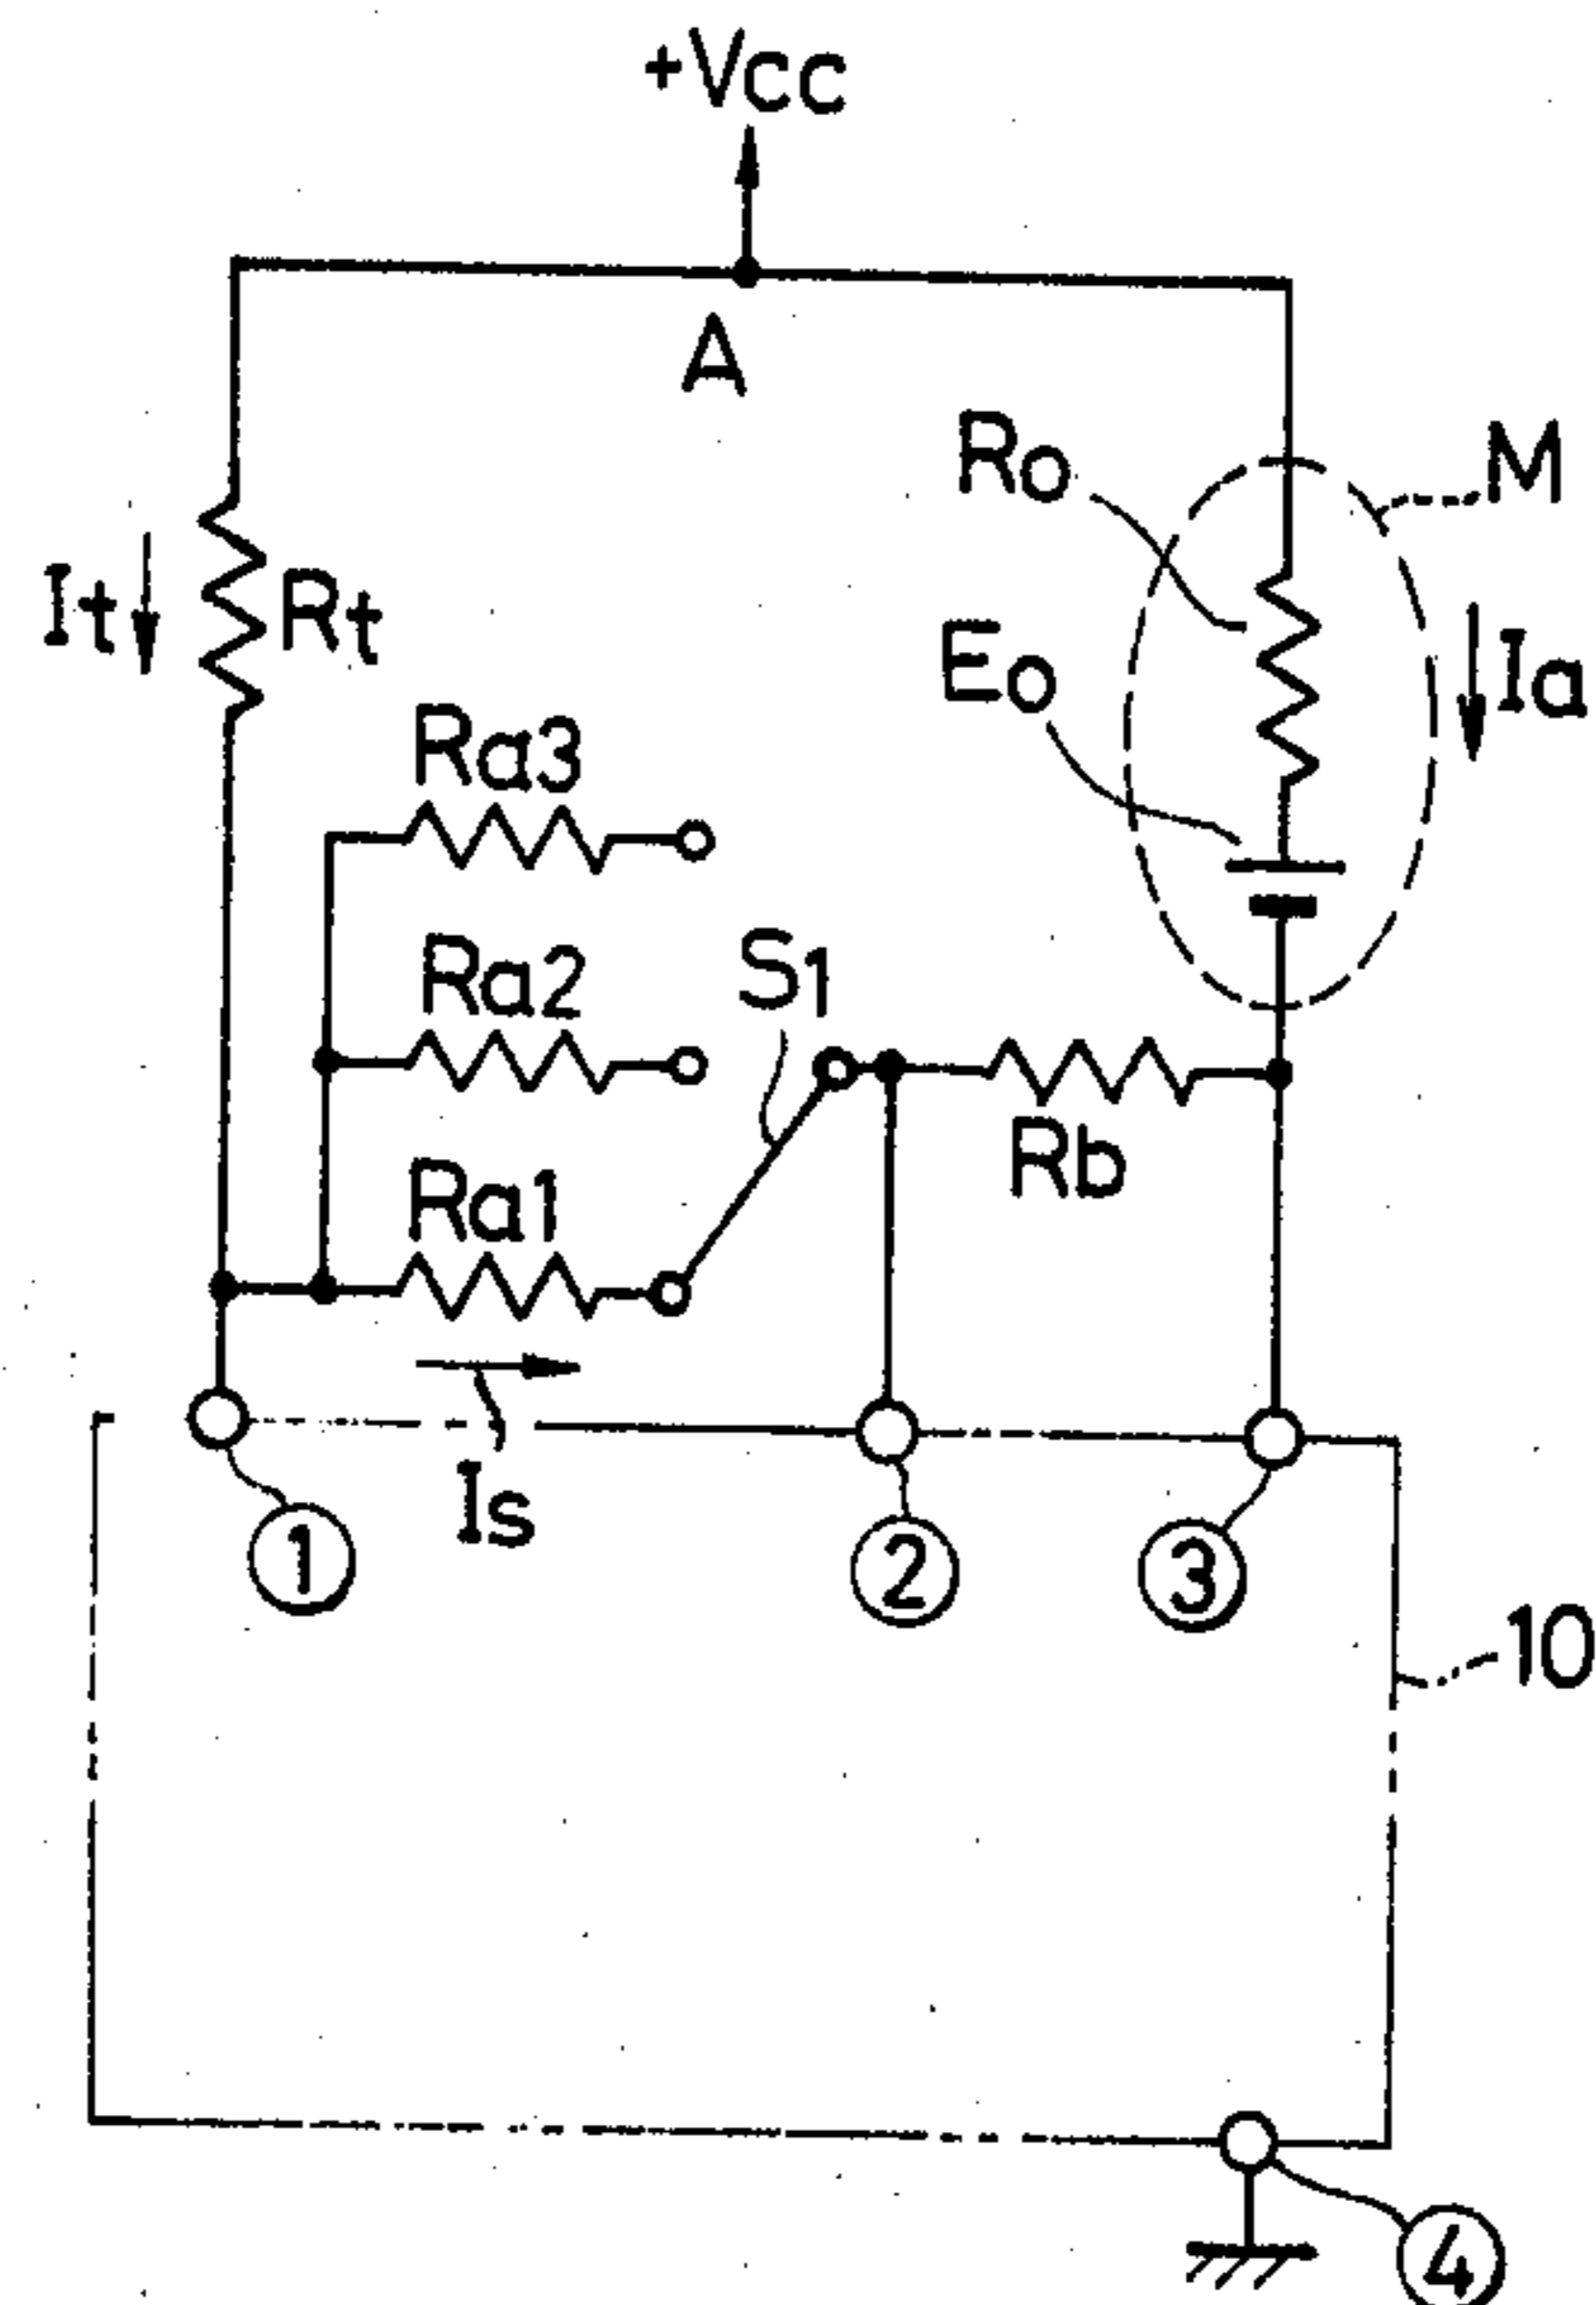 +Vcc
A
Ro
M
It
Rt
Eo
Ia
Ra3
Ra2
S1
Ra1
Rb
Is
①
②
③
10
④